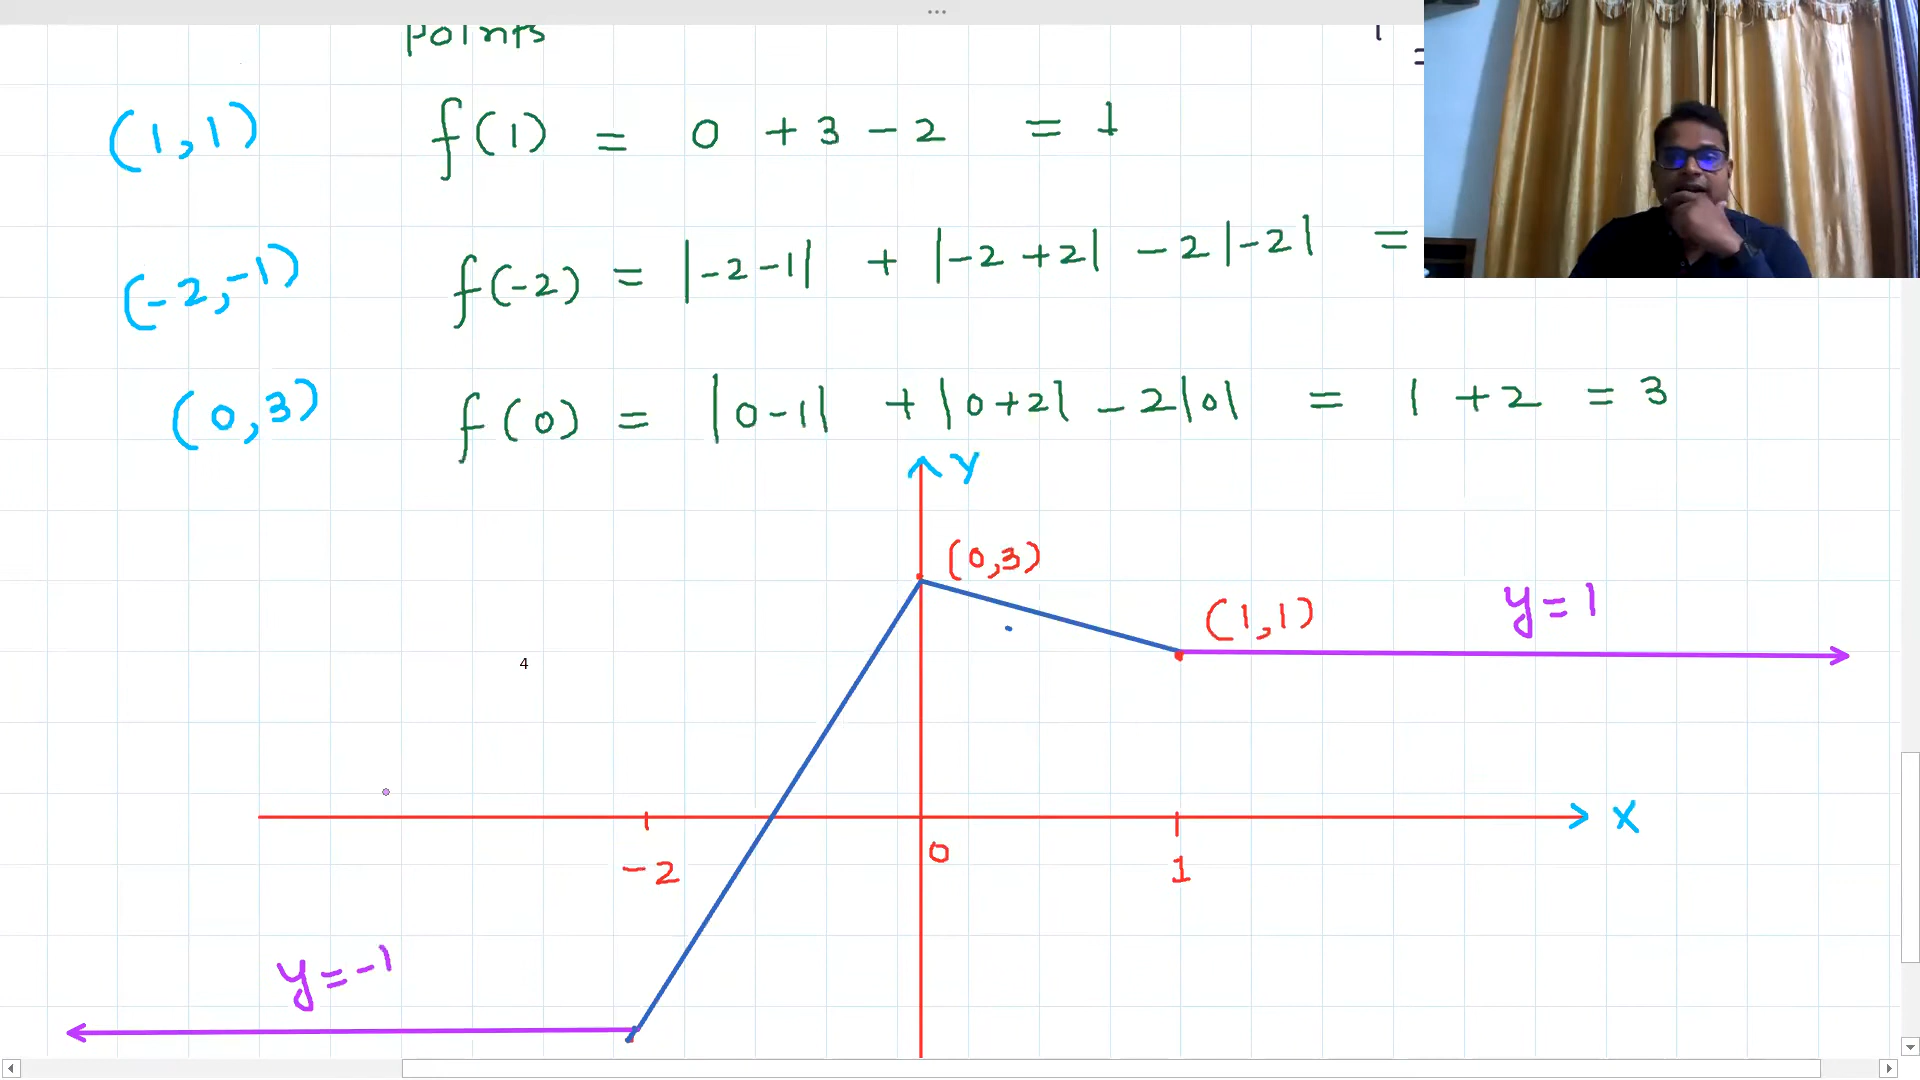 points
(1,1) f(1) = 0 + 3 - 2 = 1
(-2,-1) f(-2) = |-2-1| + |-2+2| - 2|-2| =
(0,3) f(0) = |0-1| + |0+2| - 2|0| = 1 + 2 = 3
Y
(0,3)
(1,1)
y=1
4
X
-2
0
1
y=-1